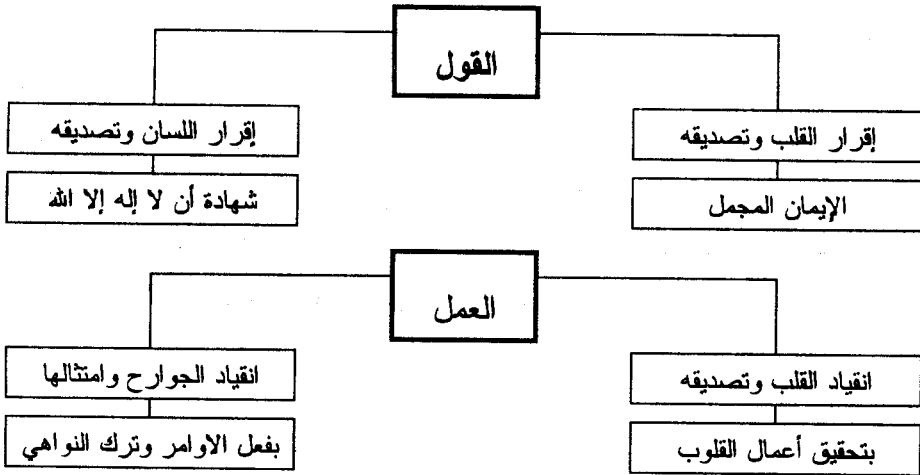 القول
إقرار القلب وتصديقه
إقرار اللسان وتصديقه
الإيمان المجمل
شهادة أن لا إله إلا الله
العمل
انقياد القلب وتصديقه
انقياد الجوارح وامتثالها
بتحقيق أعمال القلوب
بفعل الاوامر وترك النواهي